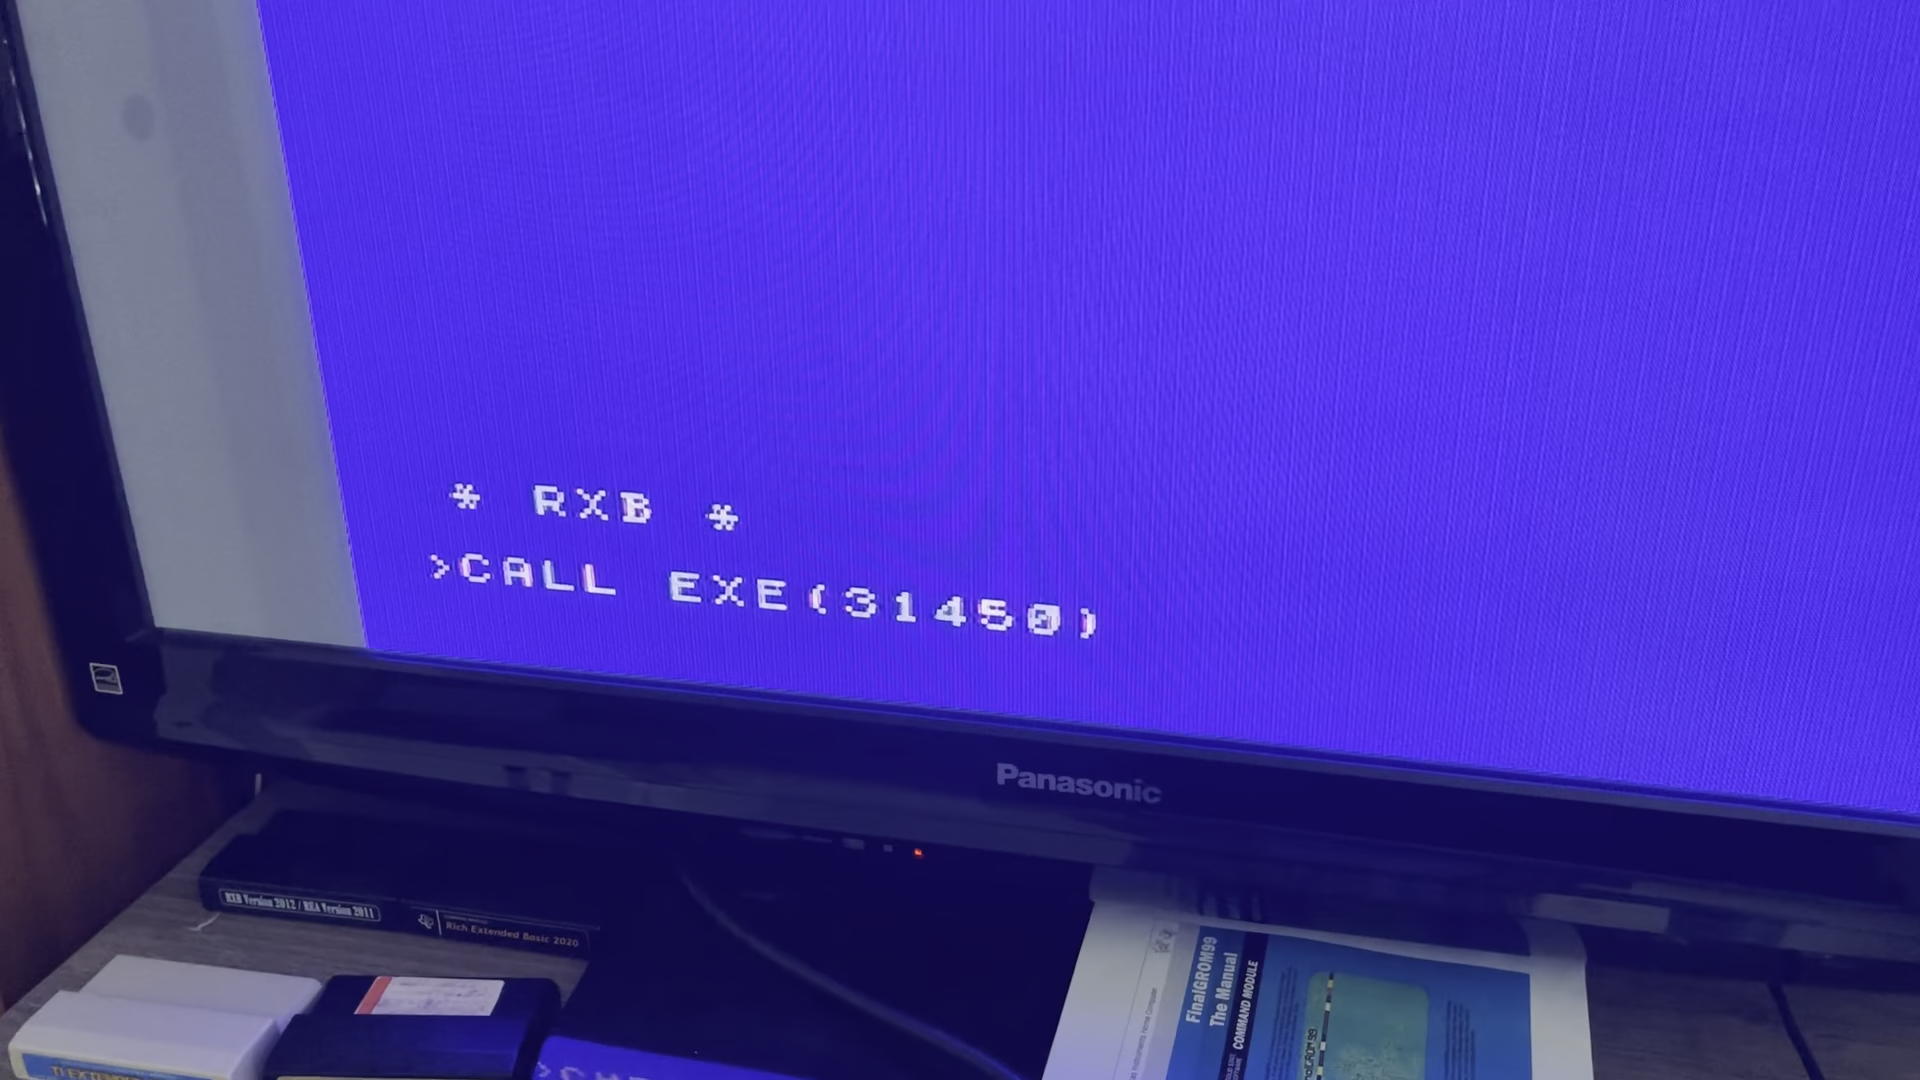 * RXB *
>CALL EXE(31450)
Panasonic
RXB Version 2012 / REA Version 2011
Rich Extended Basic 2020
FinalGROM99
The Manual
COMMAND MODULE